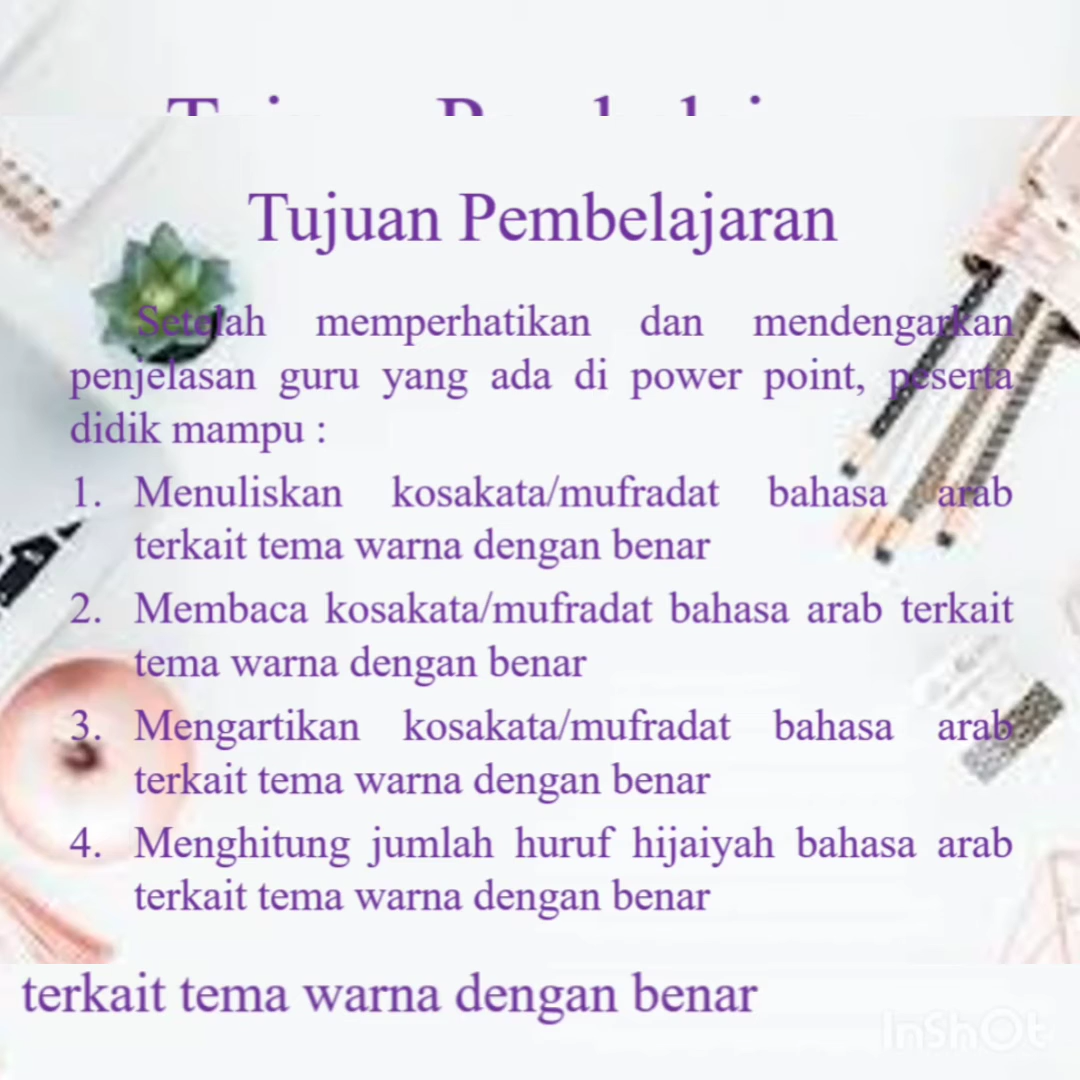 Tujuan Pembelajaran
Setelah memperhatikan dan mendengarkan
penjelasan guru yang ada di power point, peserta
didik mampu :
1. Menuliskan kosakata/mufradat bahasa arab
terkait tema warna dengan benar
2. Membaca kosakata/mufradat bahasa arab terkait
tema warna dengan benar
3. Mengartikan kosakata/mufradat bahasa arab
terkait tema warna dengan benar
4. Menghitung jumlah huruf hijaiyah bahasa arab
terkait tema warna dengan benar
terkait tema warna dengan benar
InShOt